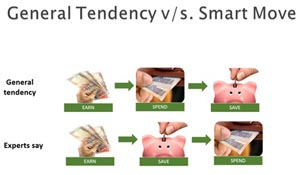 General Tendency v/s. Smart Move
General
tendency
EARN
SPEND
SAVE
Experts say
EARN
SAVE
SPEND